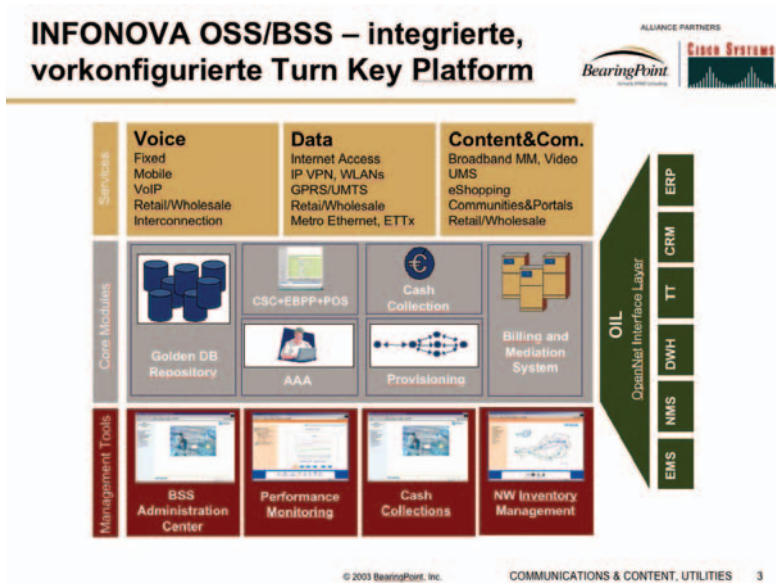 INFONOVA OSS/BSS – integrierte,
vorkonfigurierte Turn Key Platform
ALLIANCE PARTNERS
BearingPoint
CISCO SYSTEMS
Services
Voice
Fixed
Mobile
VoIP
Retail/Wholesale
Interconnection
Data
Internet Access
IP VPN, WLANs
GPRS/UMTS
Retai/Wholesale
Metro Ethernet, ETTx
Content&Com.
Broadband MM, Video
UMS
eShopping
Communities&Portals
Retail/Wholesale
Core Modules
Golden DB
Repository
CSC+EBPP+POS
€
Cash
Collection
AAA
Provisioning
Billing and
Mediation
System
Management Tools
BSS
Administration
Center
Performance
Monitoring
Cash
Collections
NW Inventory
Management
OIL
OpenNet Interface Layer
ERP
CRM
TT
DWH
NMS
EMS
© 2003 BearingPoint, Inc.
COMMUNICATIONS & CONTENT, UTILITIES 3